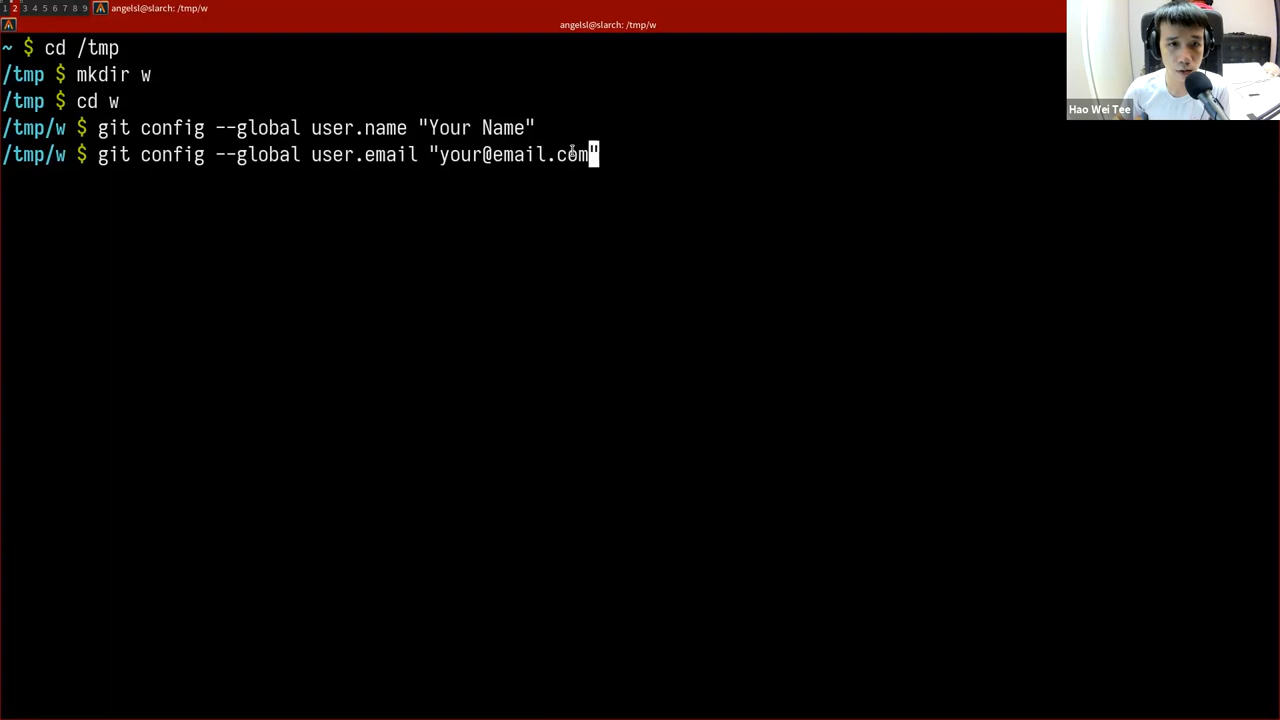 1 2 3 4 5 6 7 8 9 angelsl@slarch: /tmp/w
angelsl@slarch: /tmp/w
~ $ cd /tmp
/tmp $ mkdir w
/tmp $ cd w
/tmp/w $ git config --global user.name "Your Name"
/tmp/w $ git config --global user.email "your@email.com"
Hao Wei Tee